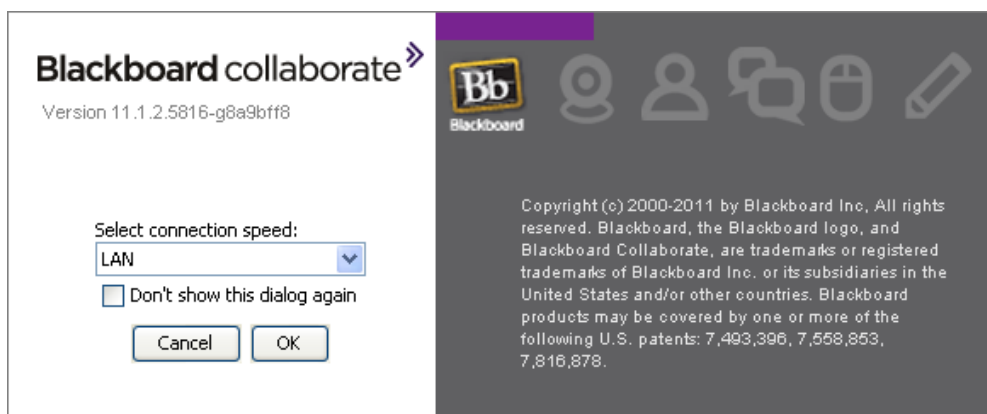 Blackboard collaborate
Version 11.1.2.5816-g8a9bff8
Select connection speed:
LAN
Don't show this dialog again
Cancel
OK
Bb
Blackboard
Copyright (c) 2000-2011 by Blackboard Inc, All rights
reserved. Blackboard, the Blackboard logo, and
Blackboard Collaborate, are trademarks or registered
trademarks of Blackboard Inc. or its subsidiaries in the
United States and/or other countries. Blackboard
products may be covered by one or more of the
following U.S. patents: 7,493,396, 7,558,853,
7,816,878.